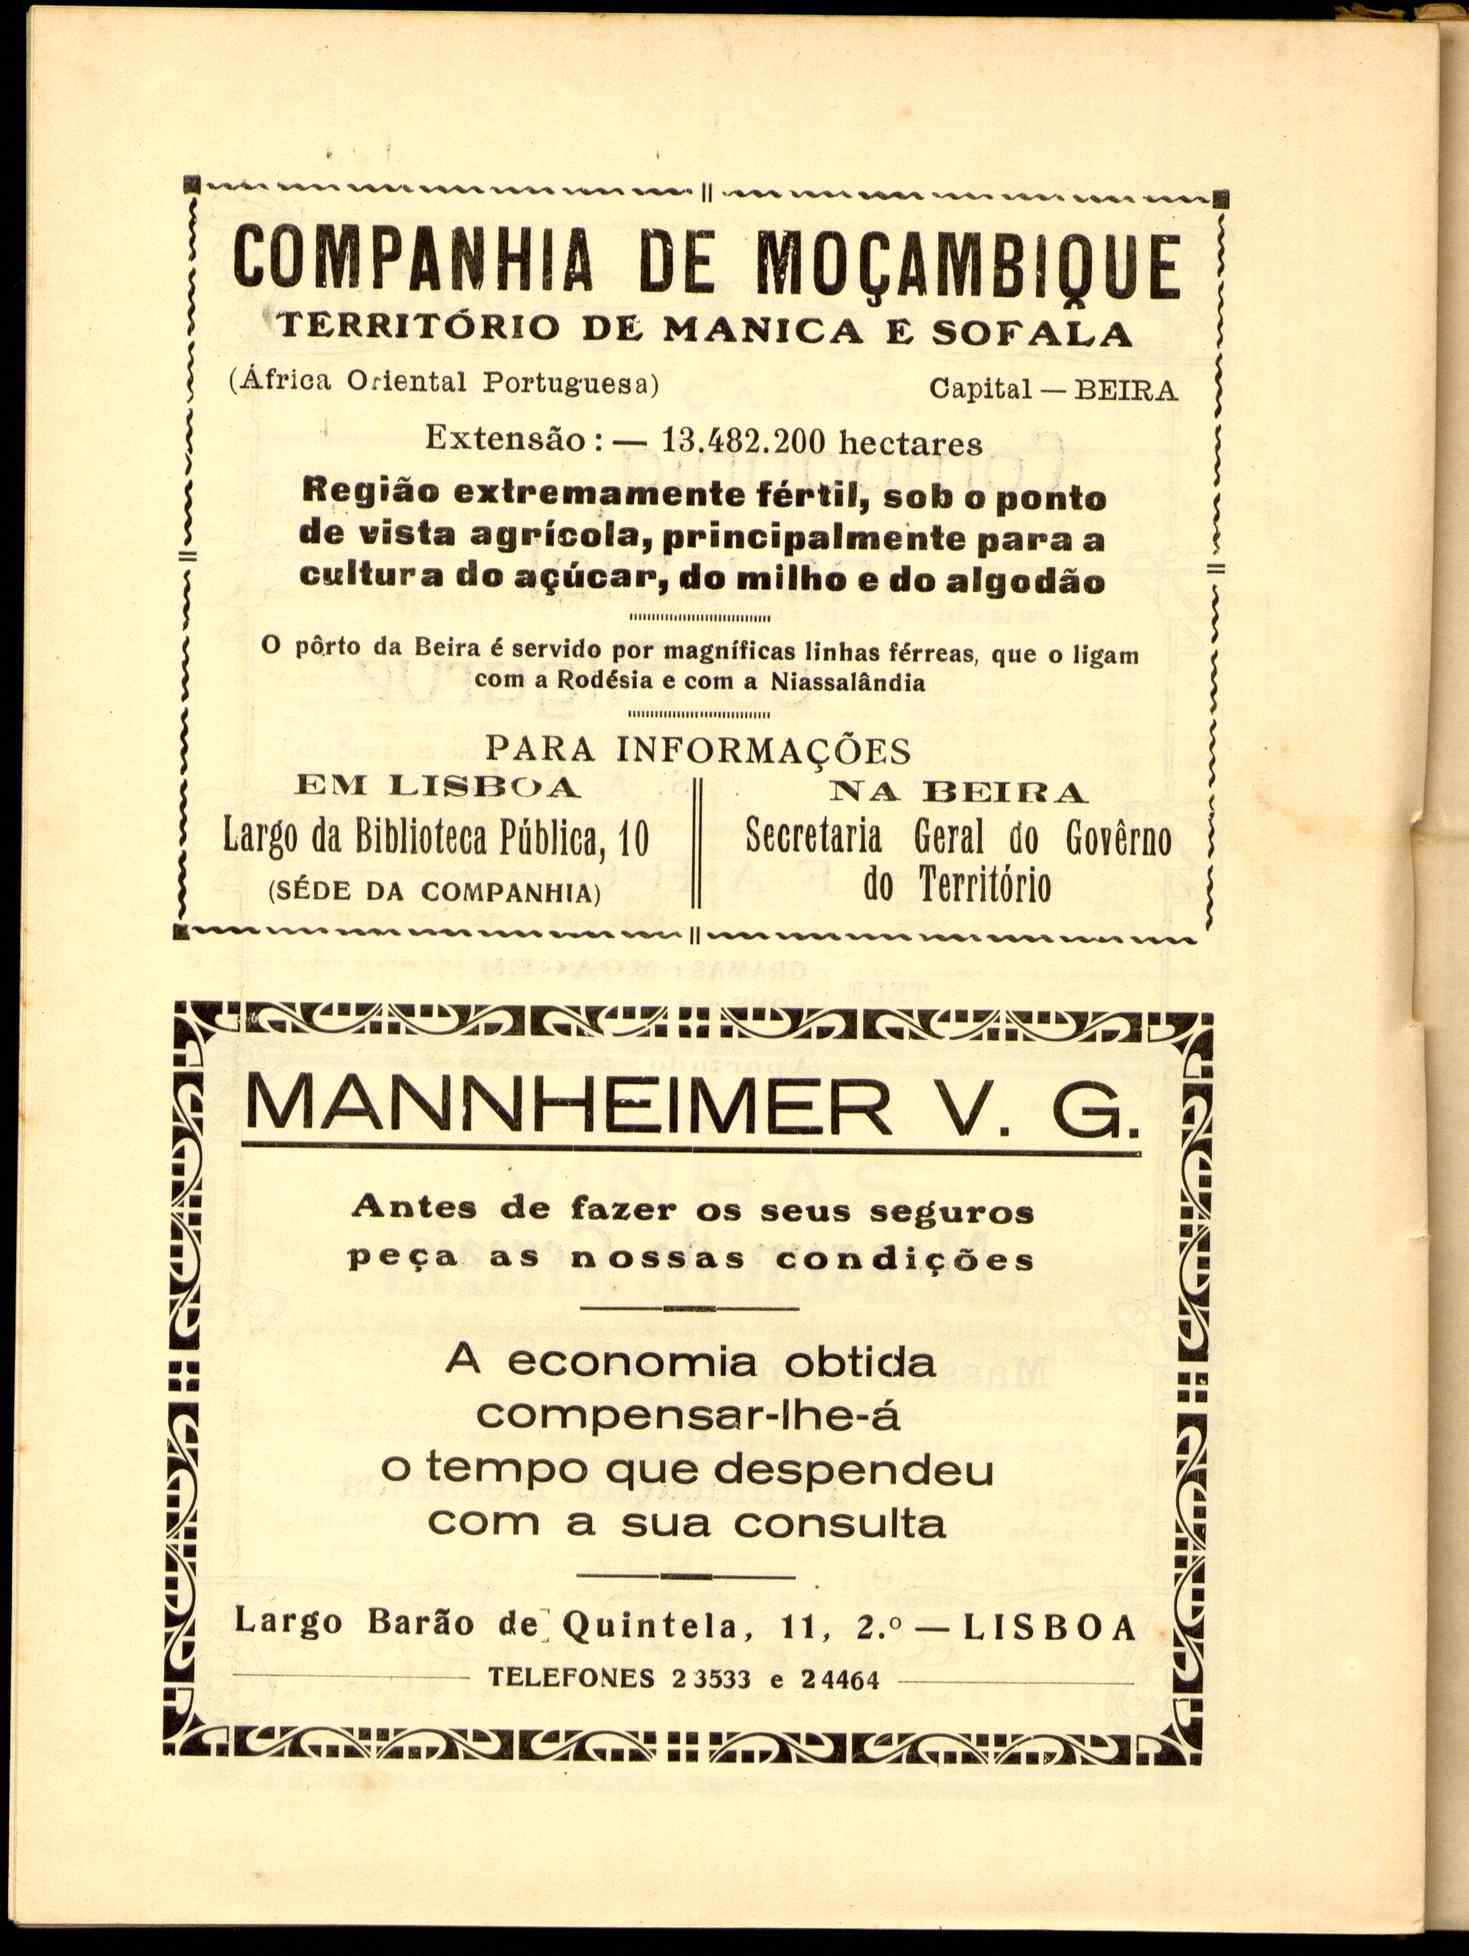 COMPANHIA DE MOÇAMBIQUE
TERRITÓRIO DE MANICA E SOFALA
(África Oriental Portuguesa) Capital — BEIRA
Extensão : — 13.482.200 hectares
Região extremamente fértil, sob o ponto
de vista agrícola, principalmente para a
cultura do açúcar, do milho e do algodão
O pôrto da Beira é servido por magníficas linhas férreas, que o ligam
com a Rodésia e com a Niassalândia
PARA INFORMAÇÕES
EM LISBOA
Largo da Biblioteca Pública, 10
(SÉDE DA COMPANHIA)
NA BEIRA
Secretaria Geral do Govêrno
do Território
MANNHEIMER V. G.
Antes de fazer os seus seguros
peça as nossas condições
A economia obtida
compensar-lhe-á
o tempo que despendeu
com a sua consulta
Largo Barão de Quintela, 11, 2.º — LISBOA
TELEFONES 2 3533 e 2 4464